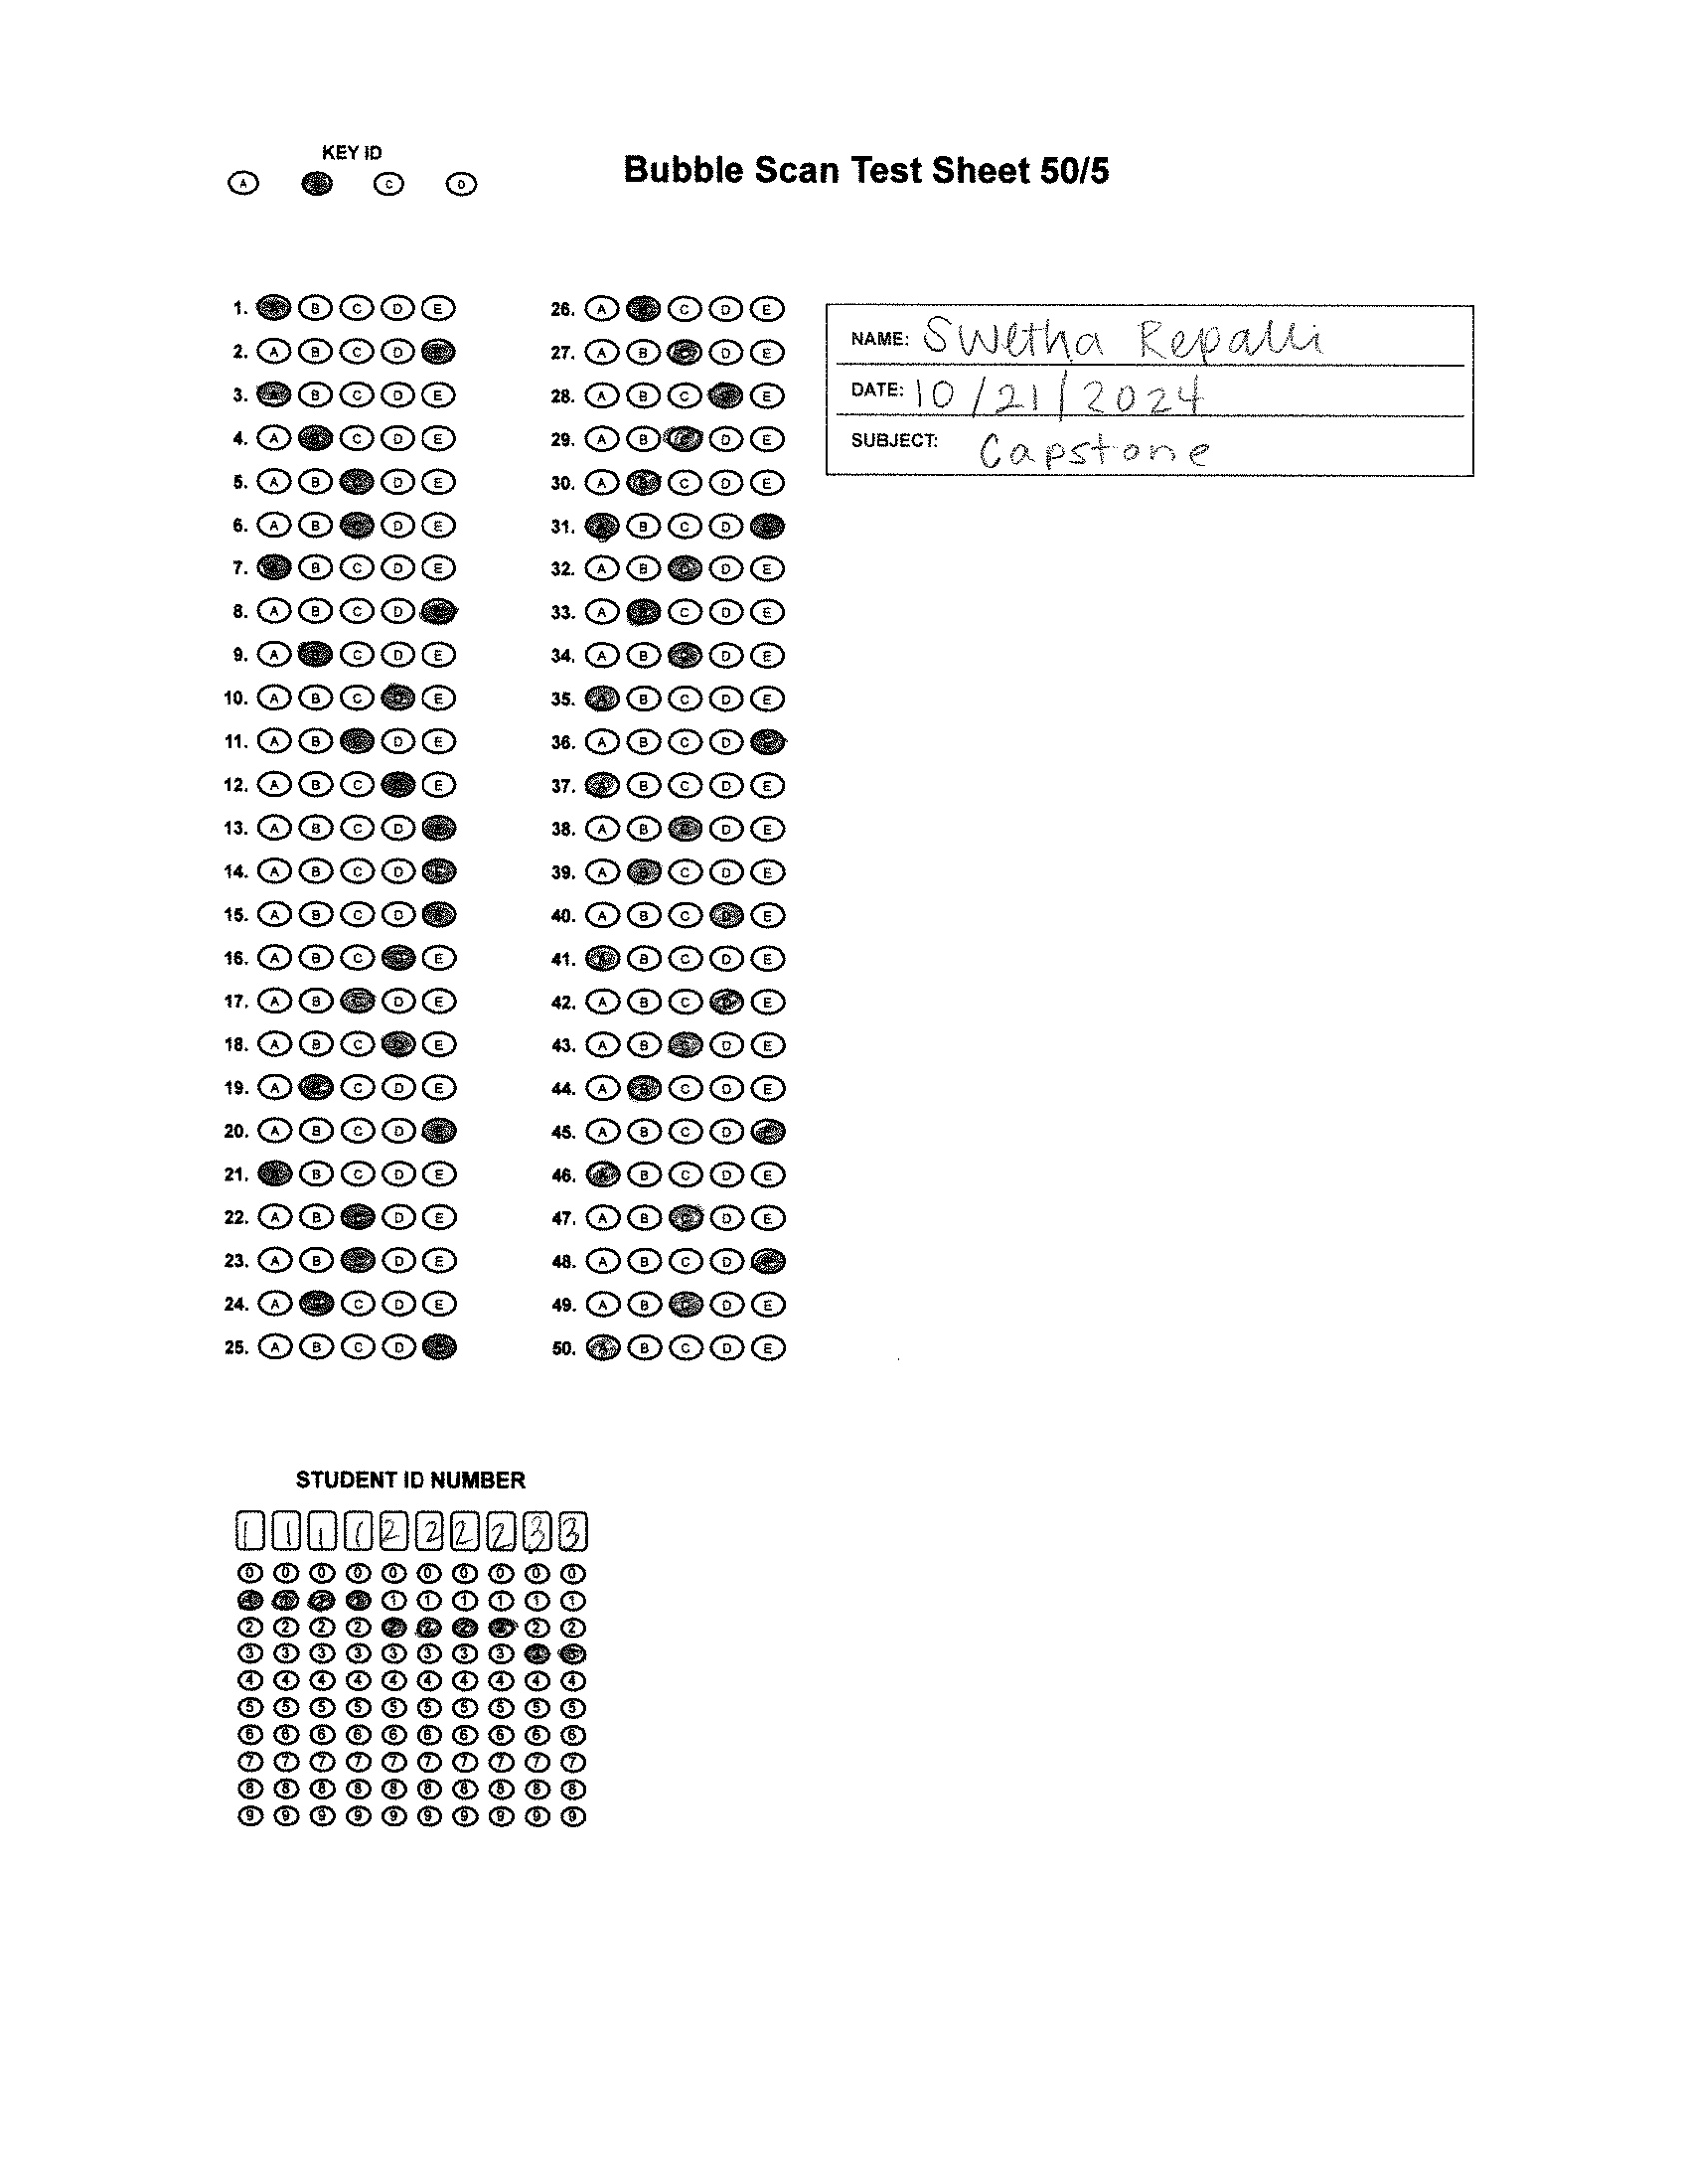 KEY ID
A C D
Bubble Scan Test Sheet 50/5
NAME: Swetha Repalli
DATE: 10/21/2024
SUBJECT: Capstone
1. B C D E
2. A B C D
3. A B C D E
4. A B C D E
5. A B C D E
6. A B C D E
7. B C D E
8. A B C D
9. A B C D E
10. A B C D E
11. A B C D E
12. A B C E
13. A B C D
14. A B C D E
15. A B C D
16. A B C E
17. A B C D E
18. A B C D E
19. A C D E
20. A B C D E
21. B C D E
22. A B C D E
23. A B D E
24. A C D E
25. A B C D
26. A C D E
27. A B C D E
28. A B C E
29. A B C D E
30. A B C D E
31. A B C D
32. A B D E
33. A C D E
34. A B D E
35. A B C D E
36. A B C D
37. A B C D E
38. A B C D E
39. A B C D E
40. A B C D E
41. A B C D E
42. A B C D E
43. A B C D E
44. A B C D E
45. A B C D E
46. A B C D E
47. A B C D E
48. A B C D
49. A B C D E
50. A B C D E
STUDENT ID NUMBER
1 1 1 1 2 2 2 2 3 3
0 0 0 0 0 0 0 0 0 0
1 1 1 1 1 1 1 1 1 1
2 2 2 2 2 2 2 2 2 2
3 3 3 3 3 3 3 3 3 3
4 4 4 4 4 4 4 4 4 4
5 5 5 5 5 5 5 5 5 5
6 6 6 6 6 6 6 6 6 6
7 7 7 7 7 7 7 7 7 7
8 8 8 8 8 8 8 8 8 8
9 9 9 9 9 9 9 9 9 9